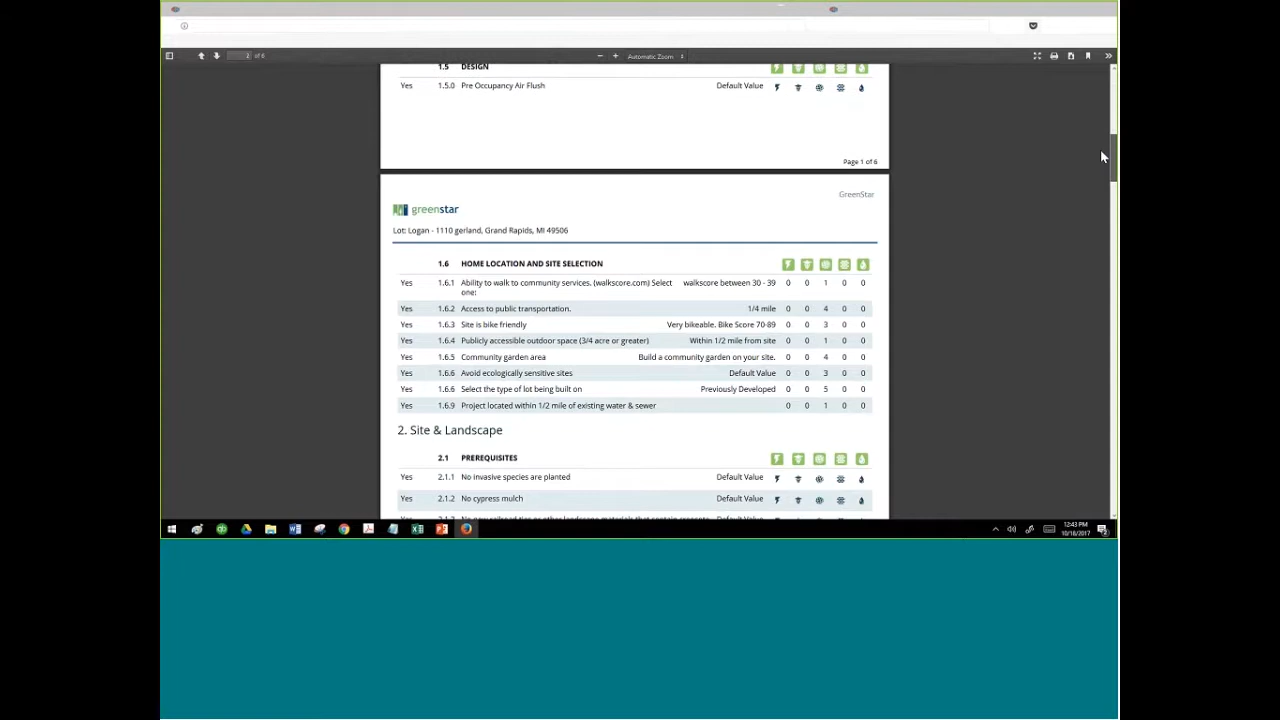 2 of 6
Automatic Zoom
1.5 DESIGN
Yes 1.5.0 Pre Occupancy Air Flush Default Value
Page 1 of 6
GreenStar
greenstar
Lot: Logan - 1110 gerland, Grand Rapids, MI 49506
1.6 HOME LOCATION AND SITE SELECTION
Yes 1.6.1 Ability to walk to community services. (walkscore.com) Select walkscore between 30 - 39 0 0 1 0 0
one:
Yes 1.6.2 Access to public transportation. 1/4 mile 0 0 4 0 0
Yes 1.6.3 Site is bike friendly Very bikeable. Bike Score 70-89 0 0 3 0 0
Yes 1.6.4 Publicly accessible outdoor space (3/4 acre or greater) Within 1/2 mile from site 0 0 1 0 0
Yes 1.6.5 Community garden area Build a community garden on your site. 0 0 4 0 0
Yes 1.6.6 Avoid ecologically sensitive sites Default Value 0 0 3 0 0
Yes 1.6.6 Select the type of lot being built on Previously Developed 0 0 5 0 0
Yes 1.6.9 Project located within 1/2 mile of existing water & sewer 0 0 1 0 0
2. Site & Landscape
2.1 PREREQUISITES
Yes 2.1.1 No invasive species are planted Default Value
Yes 2.1.2 No cypress mulch Default Value
12:43 PM
10/18/2017